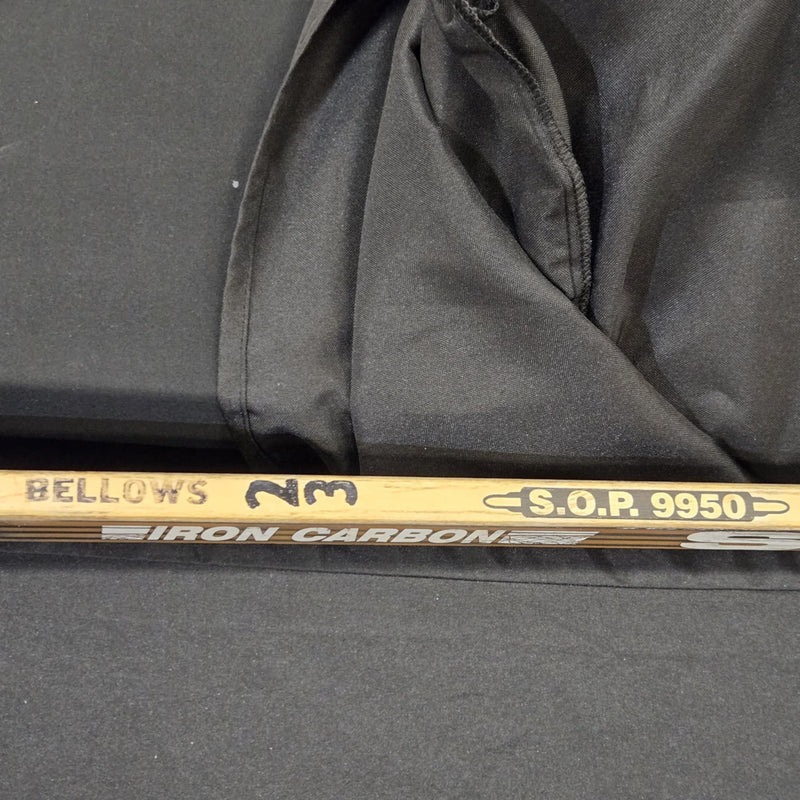 BELLOWS 23 S.O.P. 9950
IRON CARBON S